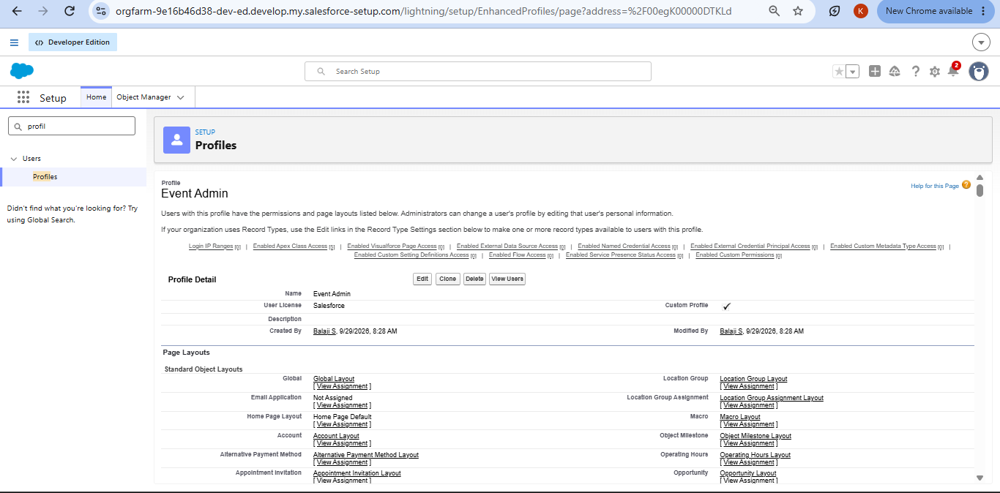 orgfarm-9e16b46d38-dev-ed.develop.my.salesforce-setup.com/lightning/setup/EnhancedProfiles/page?address=%2F00egK00000DTKLd
K
New Chrome available
Developer Edition
Search Setup
2
Setup
Home
Object Manager
profil
Users
Profiles
Didn't find what you're looking for? Try
using Global Search.
SETUP
Profiles
Profile
Event Admin
Help for this Page
Users with this profile have the permissions and page layouts listed below. Administrators can change a user's profile by editing that user's personal information.
If your organization uses Record Types, use the Edit links in the Record Type Settings section below to make one or more record types available to users with this profile.
Login IP Ranges [0] | Enabled Apex Class Access [5] | Enabled Visualforce Page Access [0] | Enabled External Data Source Access [0] | Enabled Named Credential Access [0] | Enabled External Credential Principal Access [0] | Enabled Custom Metadata Type Access [0] |
Enabled Custom Setting Definitions Access [0] | Enabled Flow Access [0] | Enabled Service Presence Status Access [0] | Enabled Custom Permissions [0]
Profile Detail
Edit Clone Delete View Users
Name Event Admin
User License Salesforce Custom Profile ✓
Description
Created By Balaji S, 9/29/2026, 8:28 AM Modified By Balaji S, 9/29/2026, 8:28 AM
Page Layouts
Standard Object Layouts
Global Global Layout Location Group Location Group Layout
[ View Assignment ] [ View Assignment ]
Email Application Not Assigned Location Group Assignment Location Group Assignment Layout
[ View Assignment ] [ View Assignment ]
Home Page Layout Home Page Default Macro Macro Layout
[ View Assignment ] [ View Assignment ]
Account Account Layout Object Milestone Object Milestone Layout
[ View Assignment ] [ View Assignment ]
Alternative Payment Method Alternative Payment Method Layout Operating Hours Operating Hours Layout
[ View Assignment ] [ View Assignment ]
Appointment Invitation Appointment Invitation Layout Opportunity Opportunity Layout
[ View Assignment ] [ View Assignment ]